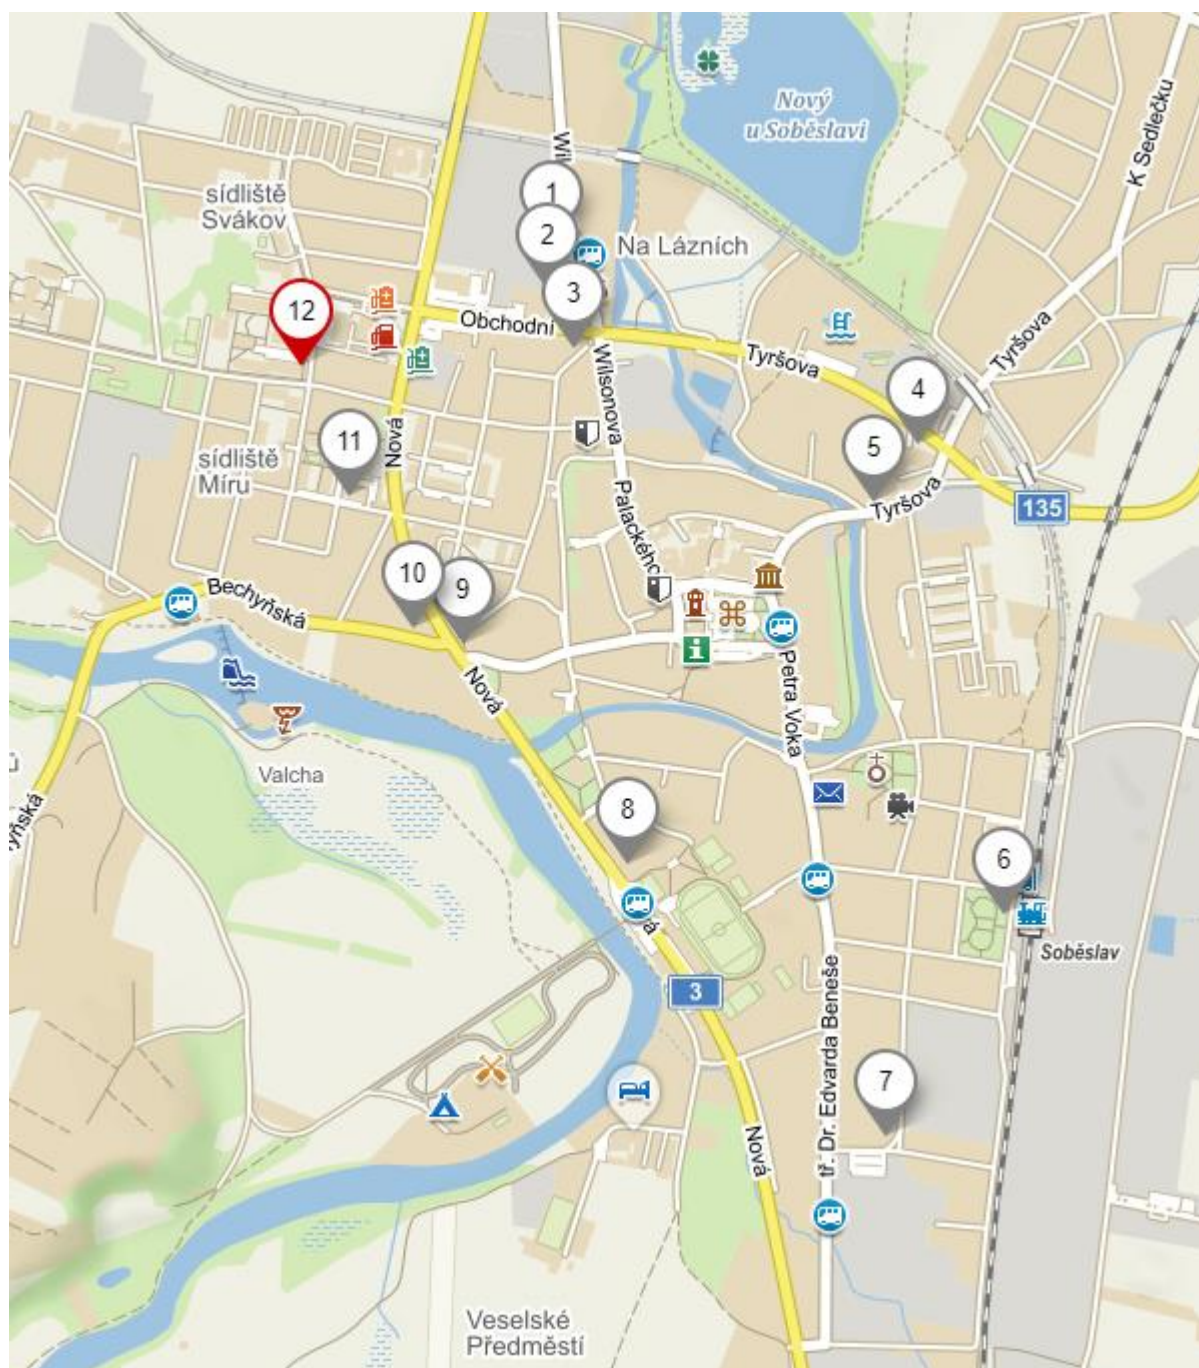 Nový
u Soběslavi
K Sedlečku
Wil
sídliště
Svákov
1
2
Na Lázních
3
12
Obchodní
Tyršova
Tyršova
Wilsonova
4
11
Nová
5
sídliště
Míru
Palackého
Tyršova
135
10
9
Bechyňská
Nová
Petra Voka
Valcha
8
6
Soběslav
3
tř. Dr. Edvarda Beneše
7
Nová
Veselské
Předměstí